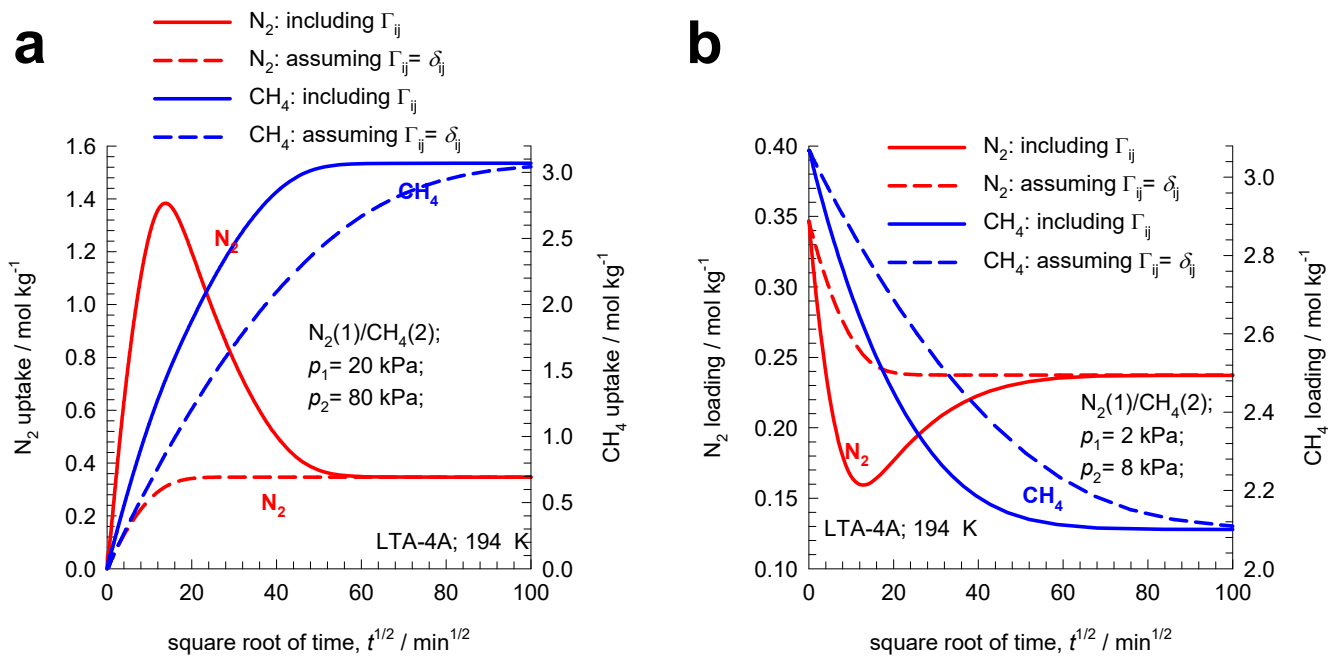 a
N₂: including Γij
N₂: assuming Γij= δij
CH₄: including Γij
CH₄: assuming Γij= δij
1.6
1.4
1.2
1.0
0.8
0.6
0.4
0.2
0.0
N₂ uptake / mol kg⁻¹
3.0
2.5
2.0
1.5
1.0
0.5
0.0
CH₄ uptake / mol kg⁻¹
CH₄
N₂
N₂(1)/CH₄(2);
p₁= 20 kPa;
p₂= 80 kPa;
N₂
LTA-4A; 194 K
0 20 40 60 80 100
square root of time, t¹ᐟ² / min¹ᐟ²
b
N₂: including Γij
N₂: assuming Γij= δij
CH₄: including Γij
CH₄: assuming Γij= δij
0.40
0.35
0.30
0.25
0.20
0.15
0.10
N₂ loading / mol kg⁻¹
3.0
2.8
2.6
2.4
2.2
2.0
CH₄ loading / mol kg⁻¹
N₂(1)/CH₄(2);
p₁= 2 kPa;
p₂= 8 kPa;
N₂
CH₄
LTA-4A; 194 K
0 20 40 60 80 100
square root of time, t¹ᐟ² / min¹ᐟ²